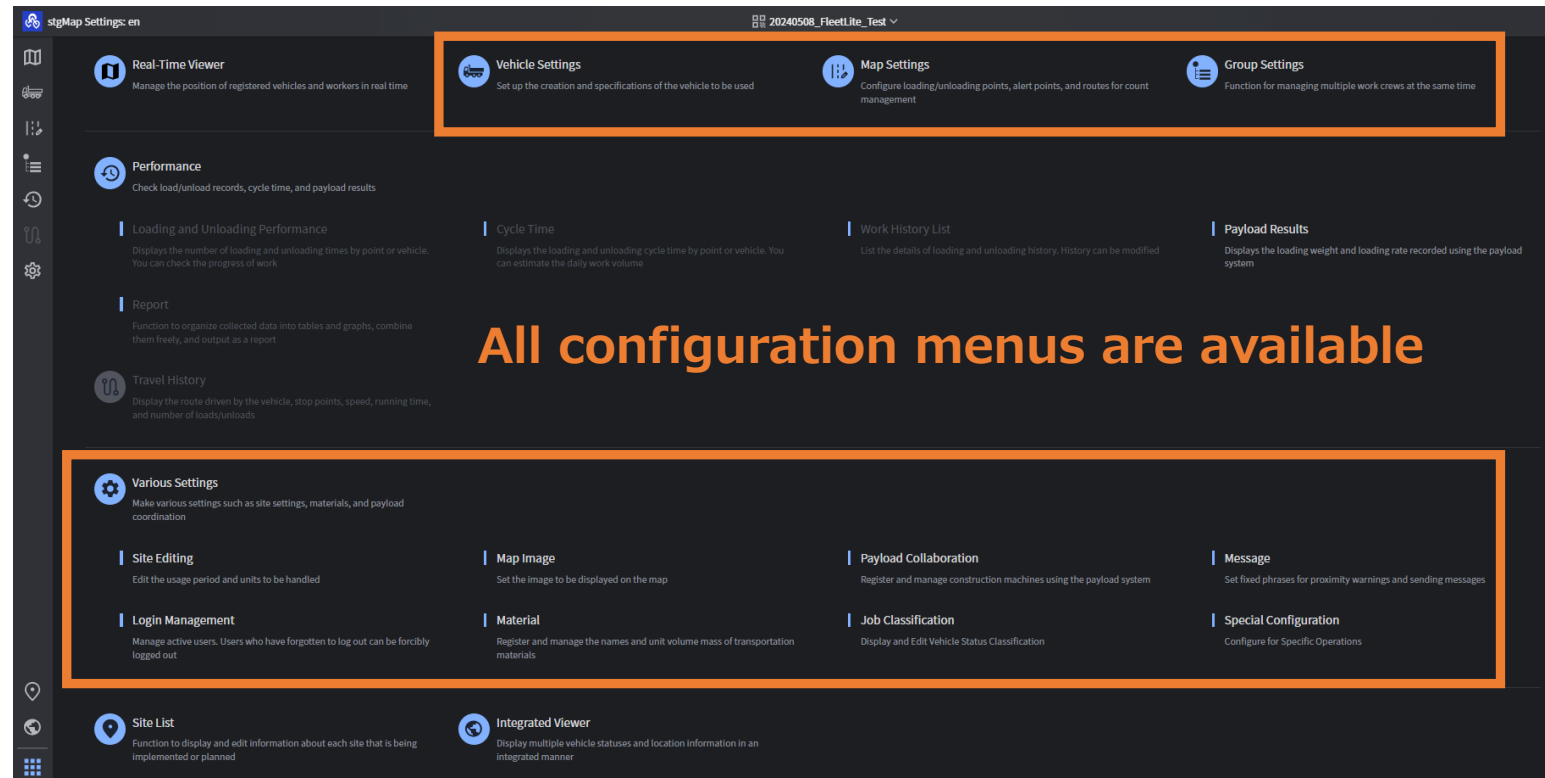 stgMap Settings: en
20240508_FleetLite_Test
Real-Time Viewer
Manage the position of registered vehicles and workers in real time
Vehicle Settings
Set up the creation and specifications of the vehicle to be used
Map Settings
Configure loading/unloading points, alert points, and routes for count
management
Group Settings
Function for managing multiple work crews at the same time
Performance
Check load/unload records, cycle time, and payload results
Loading and Unloading Performance
Displays the number of loading and unloading times by point or vehicle.
You can check the progress of work
Cycle Time
Displays the loading and unloading cycle time by point or vehicle. You
can estimate the daily work volume
Work History List
List the details of loading and unloading history. History can be modified
Payload Results
Displays the loading weight and loading rate recorded using the payload
system
Report
Function to organize collected data into tables and graphs, combine
them freely, and output as a report
All configuration menus are available
Travel History
Display the route driven by the vehicle, stop points, speed, running time,
and number of loads/unloads
Various Settings
Make various settings such as site settings, materials, and payload
coordination
Site Editing
Edit the usage period and units to be handled
Map Image
Set the image to be displayed on the map
Payload Collaboration
Register and manage construction machines using the payload system
Message
Set fixed phrases for proximity warnings and sending messages
Login Management
Manage active users. Users who have forgotten to log out can be forcibly
logged out
Material
Register and manage the names and unit volume mass of transportation
materials
Job Classification
Display and Edit Vehicle Status Classification
Special Configuration
Configure for Specific Operations
Site List
Function to display and edit information about each site that is being
implemented or planned
Integrated Viewer
Display multiple vehicle statuses and location information in an
integrated manner